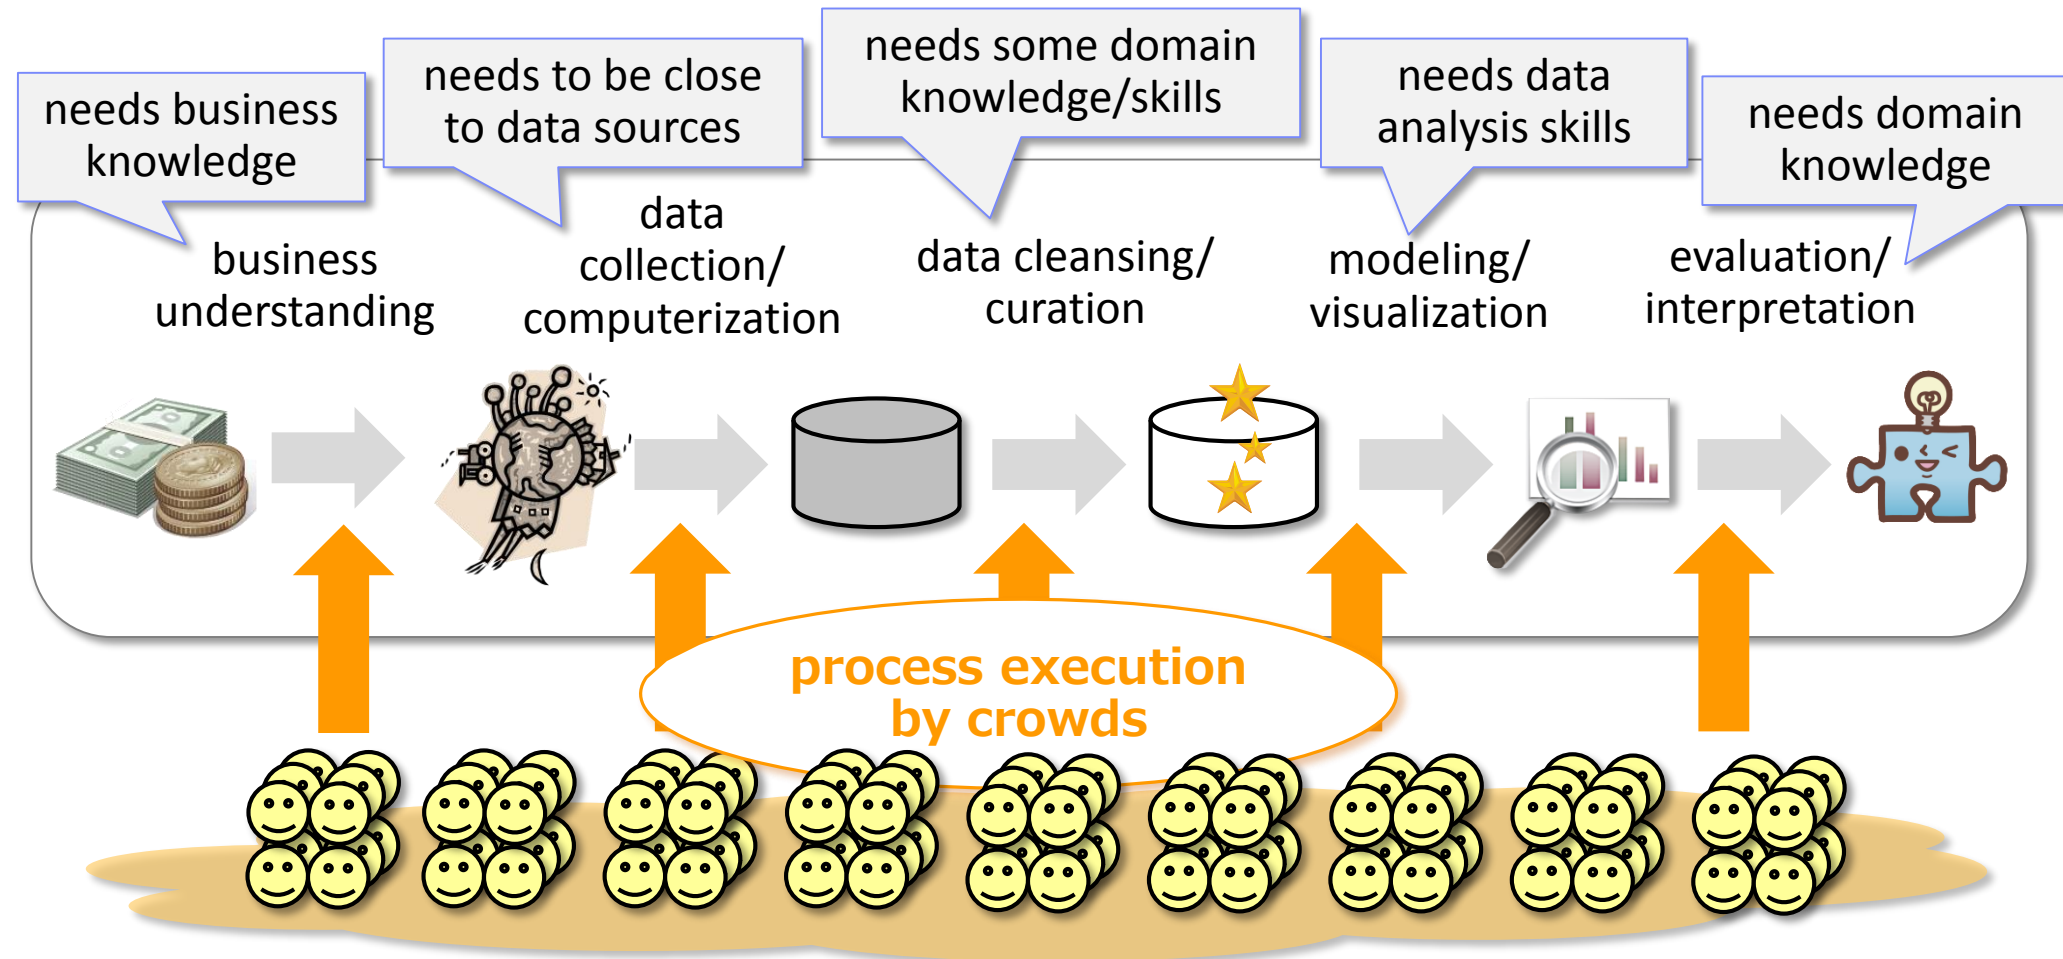 needs business
knowledge
needs to be close
to data sources
needs some domain
knowledge/skills
needs data
analysis skills
needs domain
knowledge
business
understanding
data
collection/
computerization
data cleansing/
curation
modeling/
visualization
evaluation/
interpretation
process execution
by crowds